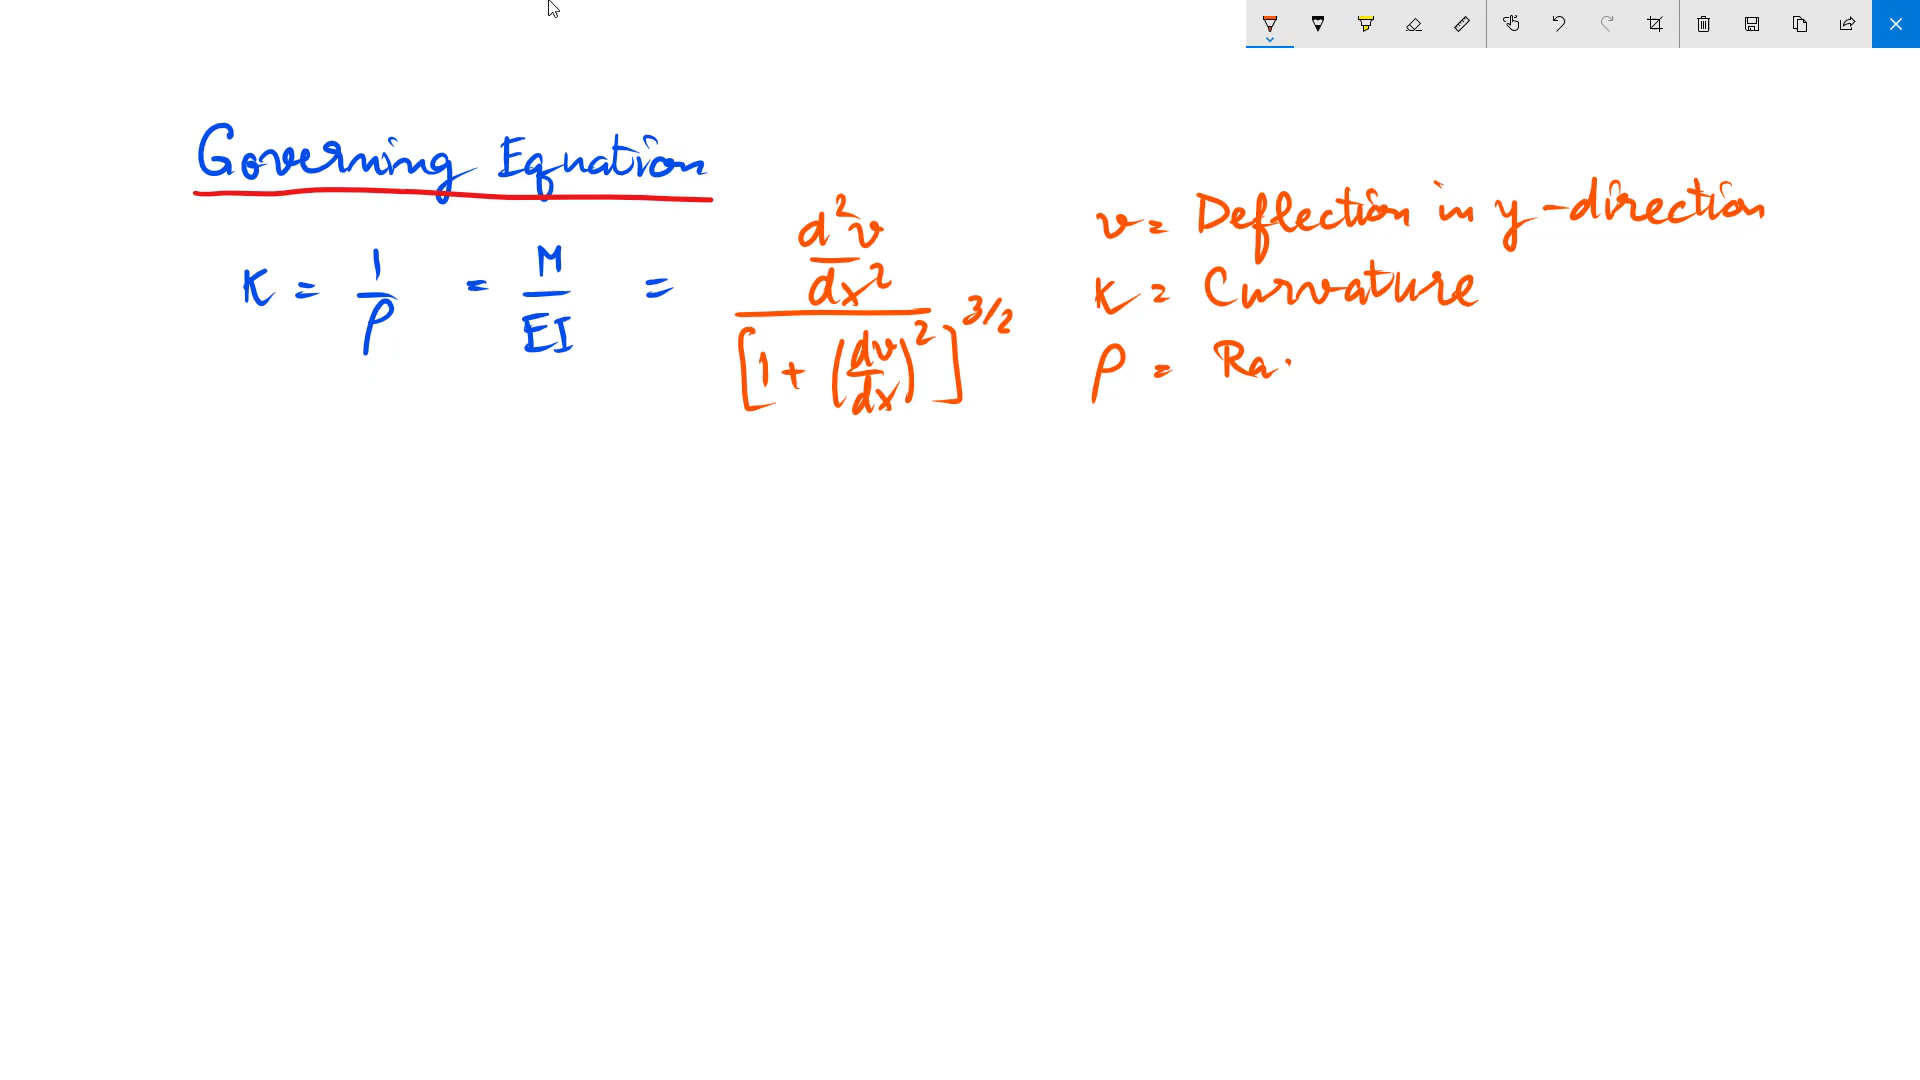 Governing Equation
κ = 1/ρ = M/EI = (d²v/dx²) / [1 + (dv/dx)²]^3/2
v = Deflection in y-direction
κ = Curvature
ρ = Ra.